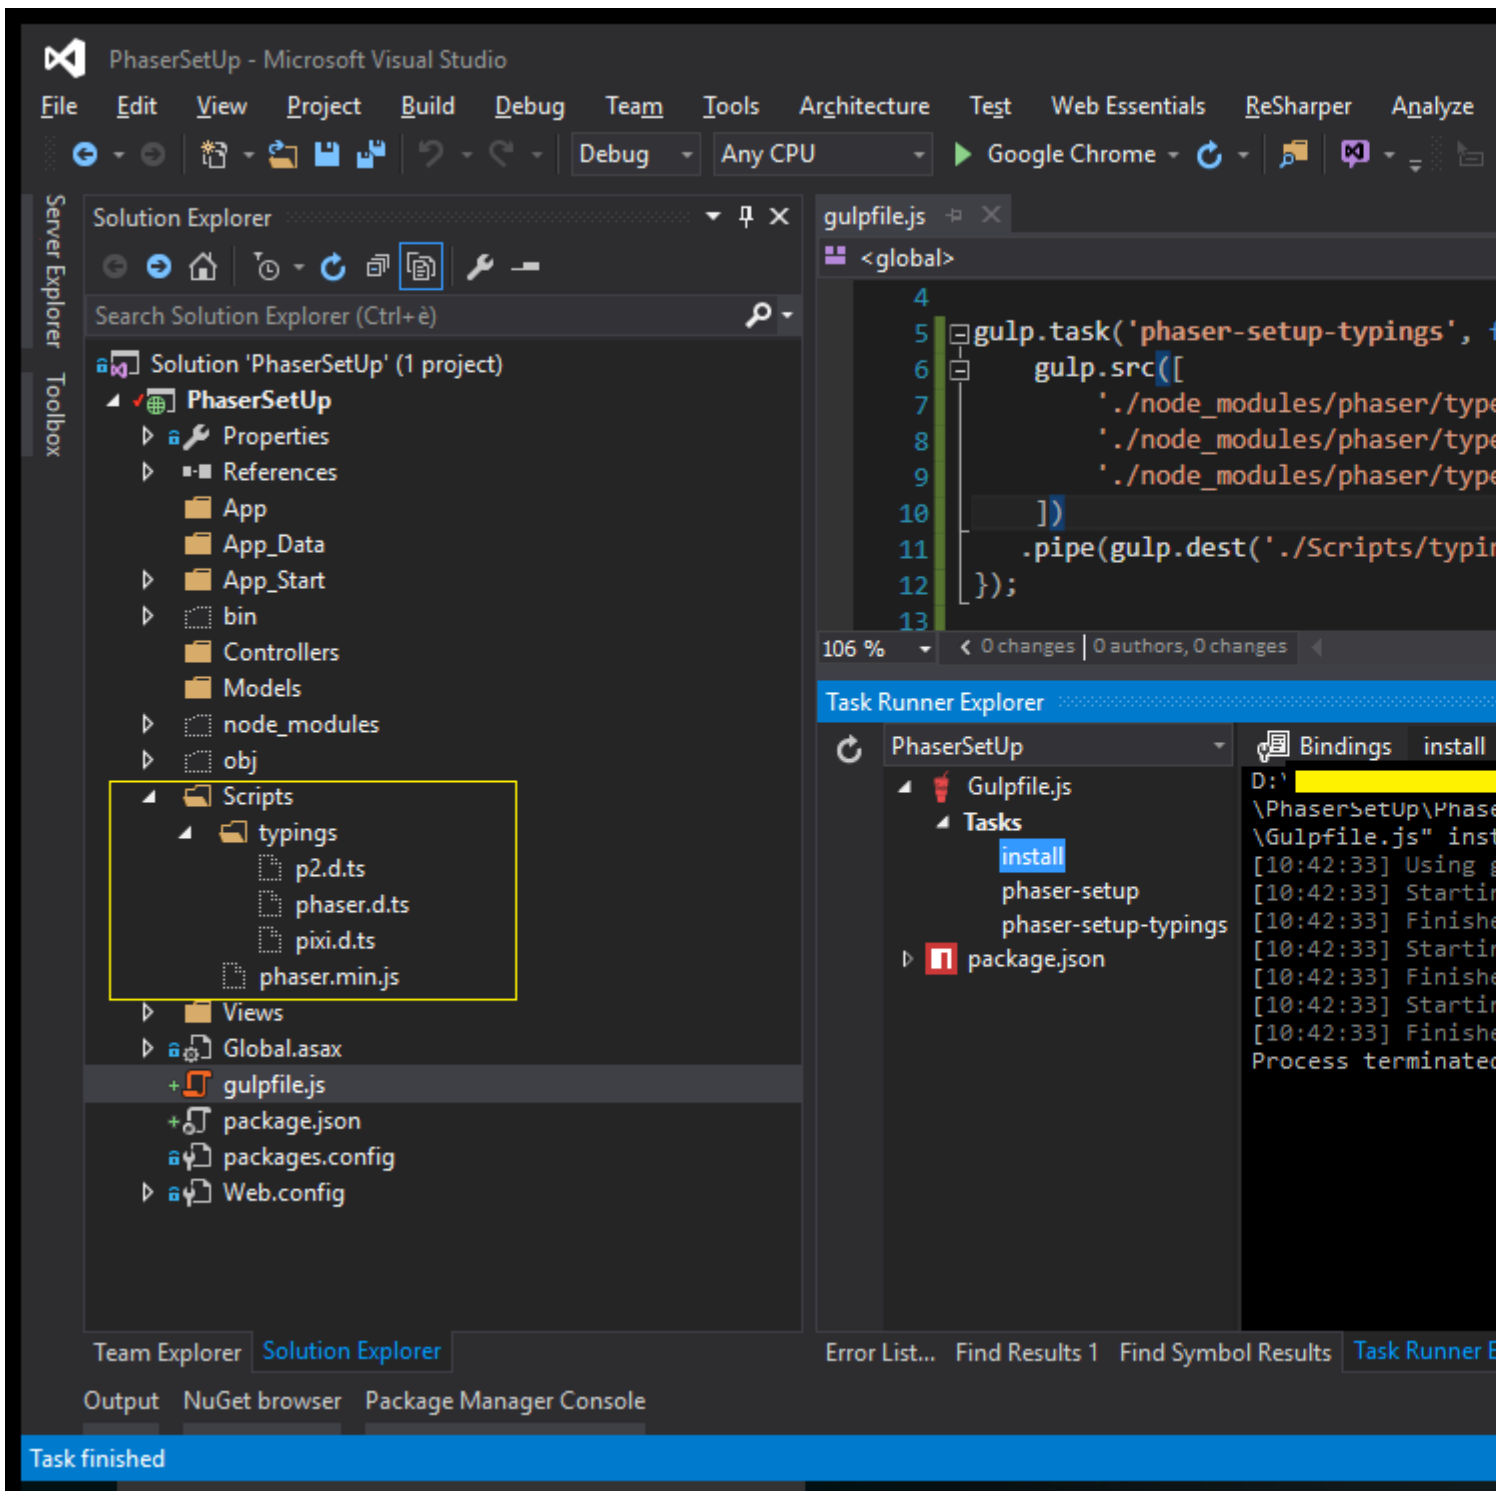 PhaserSetUp - Microsoft Visual Studio
File Edit View Project Build Debug Team Tools Architecture Test Web Essentials ReSharper Analyze
Debug Any CPU Google Chrome
Server Explorer
Toolbox
Solution Explorer
Search Solution Explorer (Ctrl+è)
Solution 'PhaserSetUp' (1 project)
PhaserSetUp
Properties
References
App
App_Data
App_Start
bin
Controllers
Models
node_modules
obj
Scripts
typings
p2.d.ts
phaser.d.ts
pixi.d.ts
phaser.min.js
Views
Global.asax
gulpfile.js
package.json
packages.config
Web.config
Team Explorer Solution Explorer
gulpfile.js
<global>
4
5 gulp.task('phaser-setup-typings', f
6 gulp.src([
7 './node_modules/phaser/type
8 './node_modules/phaser/type
9 './node_modules/phaser/type
10 ])
11 .pipe(gulp.dest('./Scripts/typin
12 });
13
106 % 0 changes | 0 authors, 0 changes
Task Runner Explorer
PhaserSetUp
Gulpfile.js
Tasks
install
phaser-setup
phaser-setup-typings
package.json
Bindings install
D:\
\PhaserSetUp\Phase
\Gulpfile.js" inst
[10:42:33] Using g
[10:42:33] Startin
[10:42:33] Finishe
[10:42:33] Startin
[10:42:33] Finishe
[10:42:33] Startin
[10:42:33] Finishe
Process terminated
Error List... Find Results 1 Find Symbol Results Task Runner E
Output NuGet browser Package Manager Console
Task finished